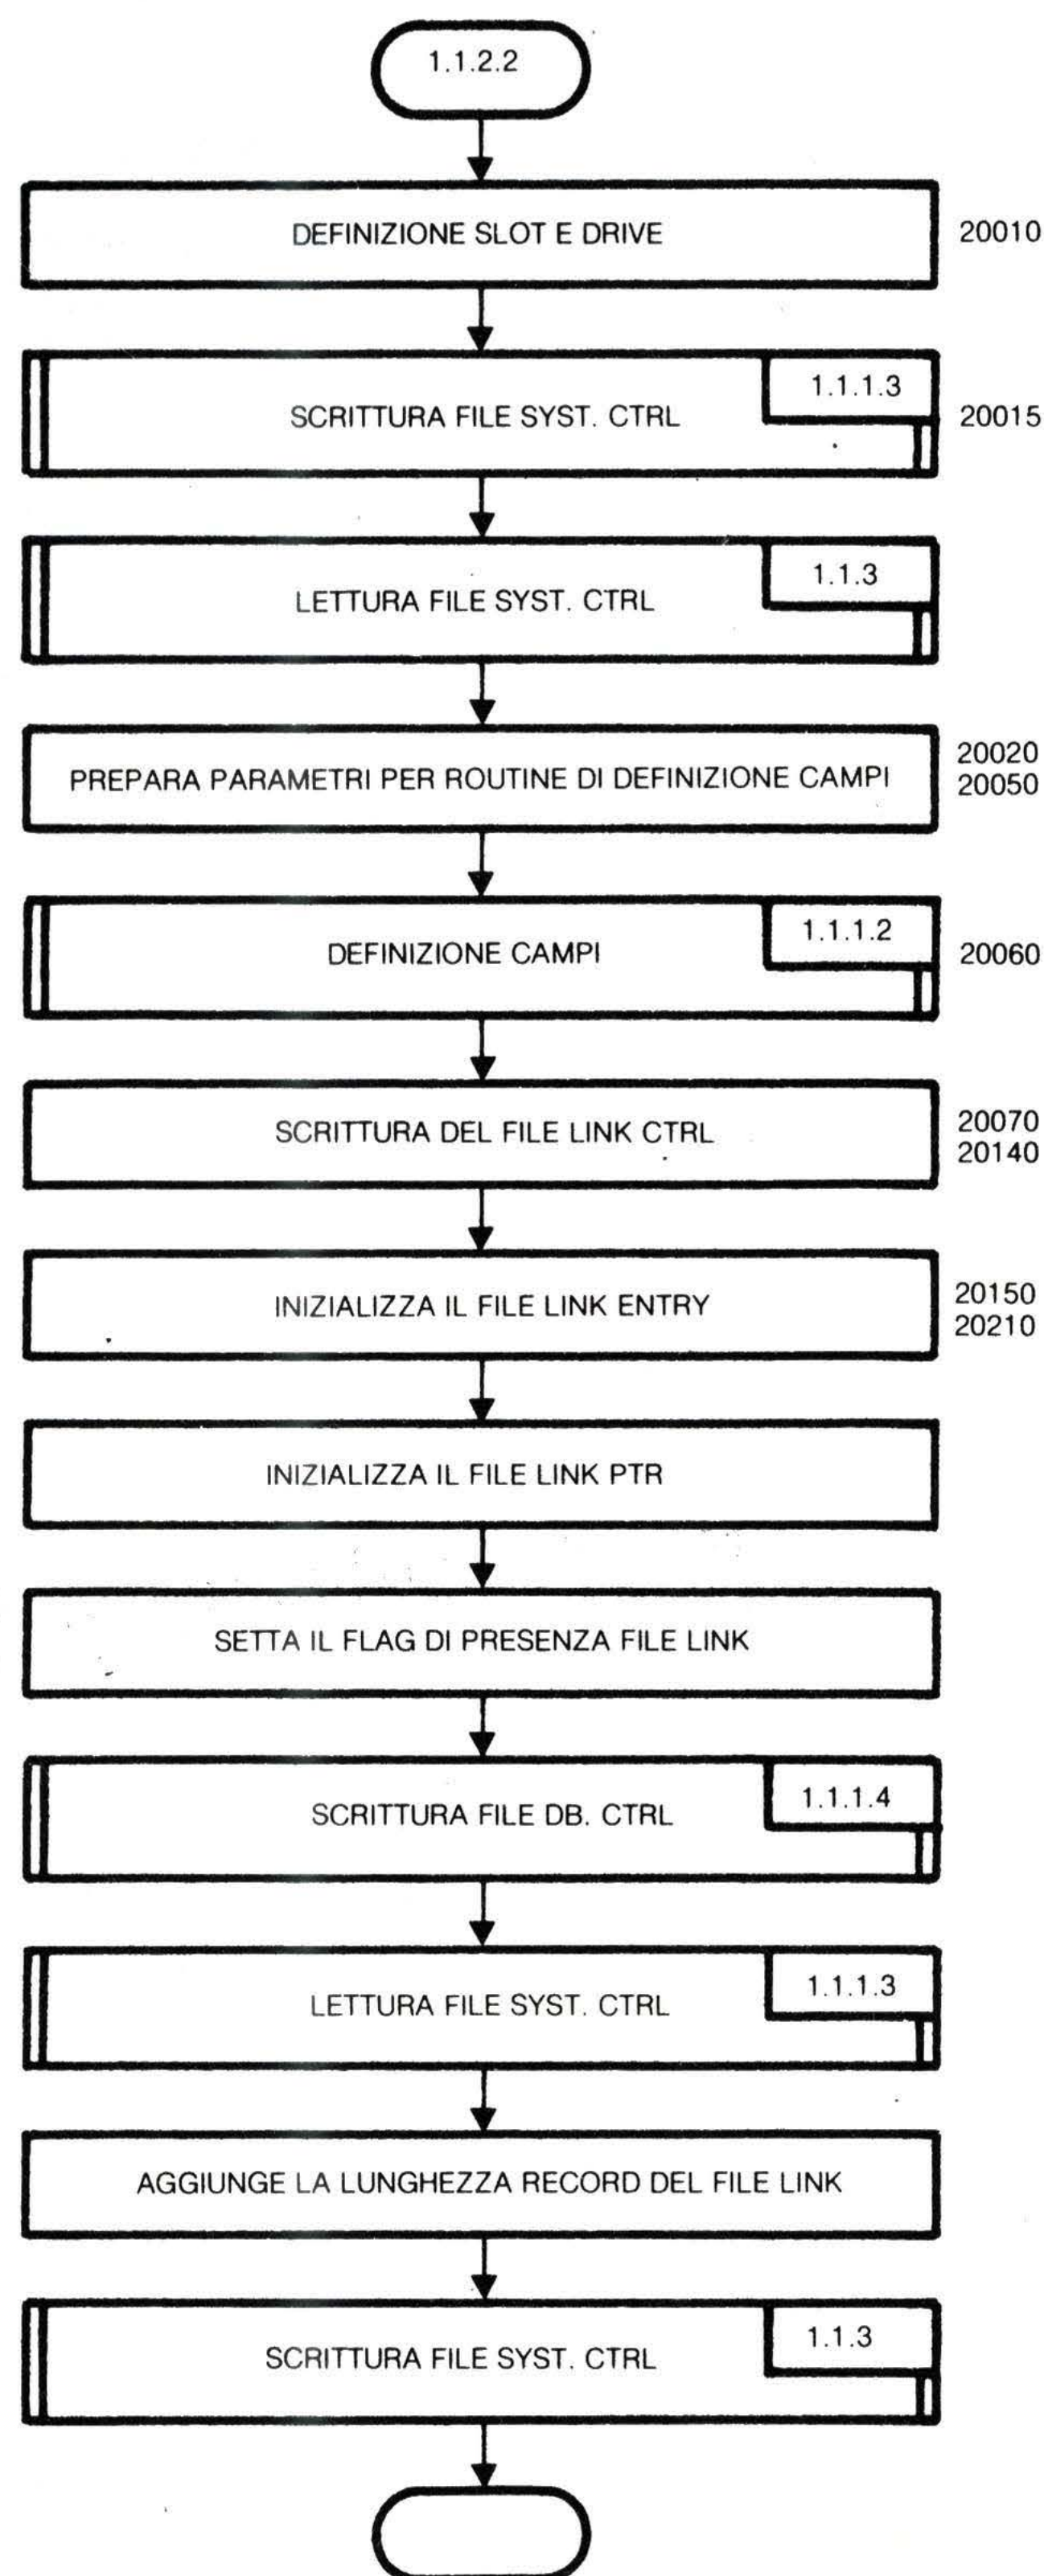 1.1.2.2
DEFINIZIONE SLOT E DRIVE
20010
1.1.1.3
SCRITTURA FILE SYST. CTRL
20015
1.1.3
LETTURA FILE SYST. CTRL
PREPARA PARAMETRI PER ROUTINE DI DEFINIZIONE CAMPI
20020
20050
1.1.1.2
DEFINIZIONE CAMPI
20060
SCRITTURA DEL FILE LINK CTRL
20070
20140
INIZIALIZZA IL FILE LINK ENTRY
20150
20210
INIZIALIZZA IL FILE LINK PTR
SETTA IL FLAG DI PRESENZA FILE LINK
1.1.1.4
SCRITTURA FILE DB. CTRL
1.1.1.3
LETTURA FILE SYST. CTRL
AGGIUNGE LA LUNGHEZZA RECORD DEL FILE LINK
1.1.3
SCRITTURA FILE SYST. CTRL